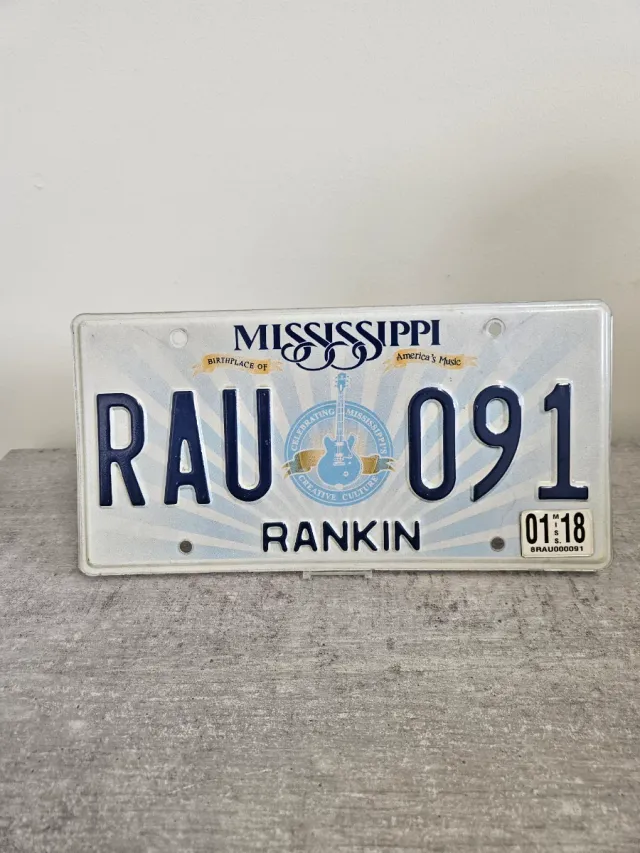 MISSISSIPPI
BIRTHPLACE OF America's Music
CELEBRATING MISSISSIPPI'S
CREATIVE CULTURE
RAU 091
RANKIN
01 MISS. 18
8RAU000091